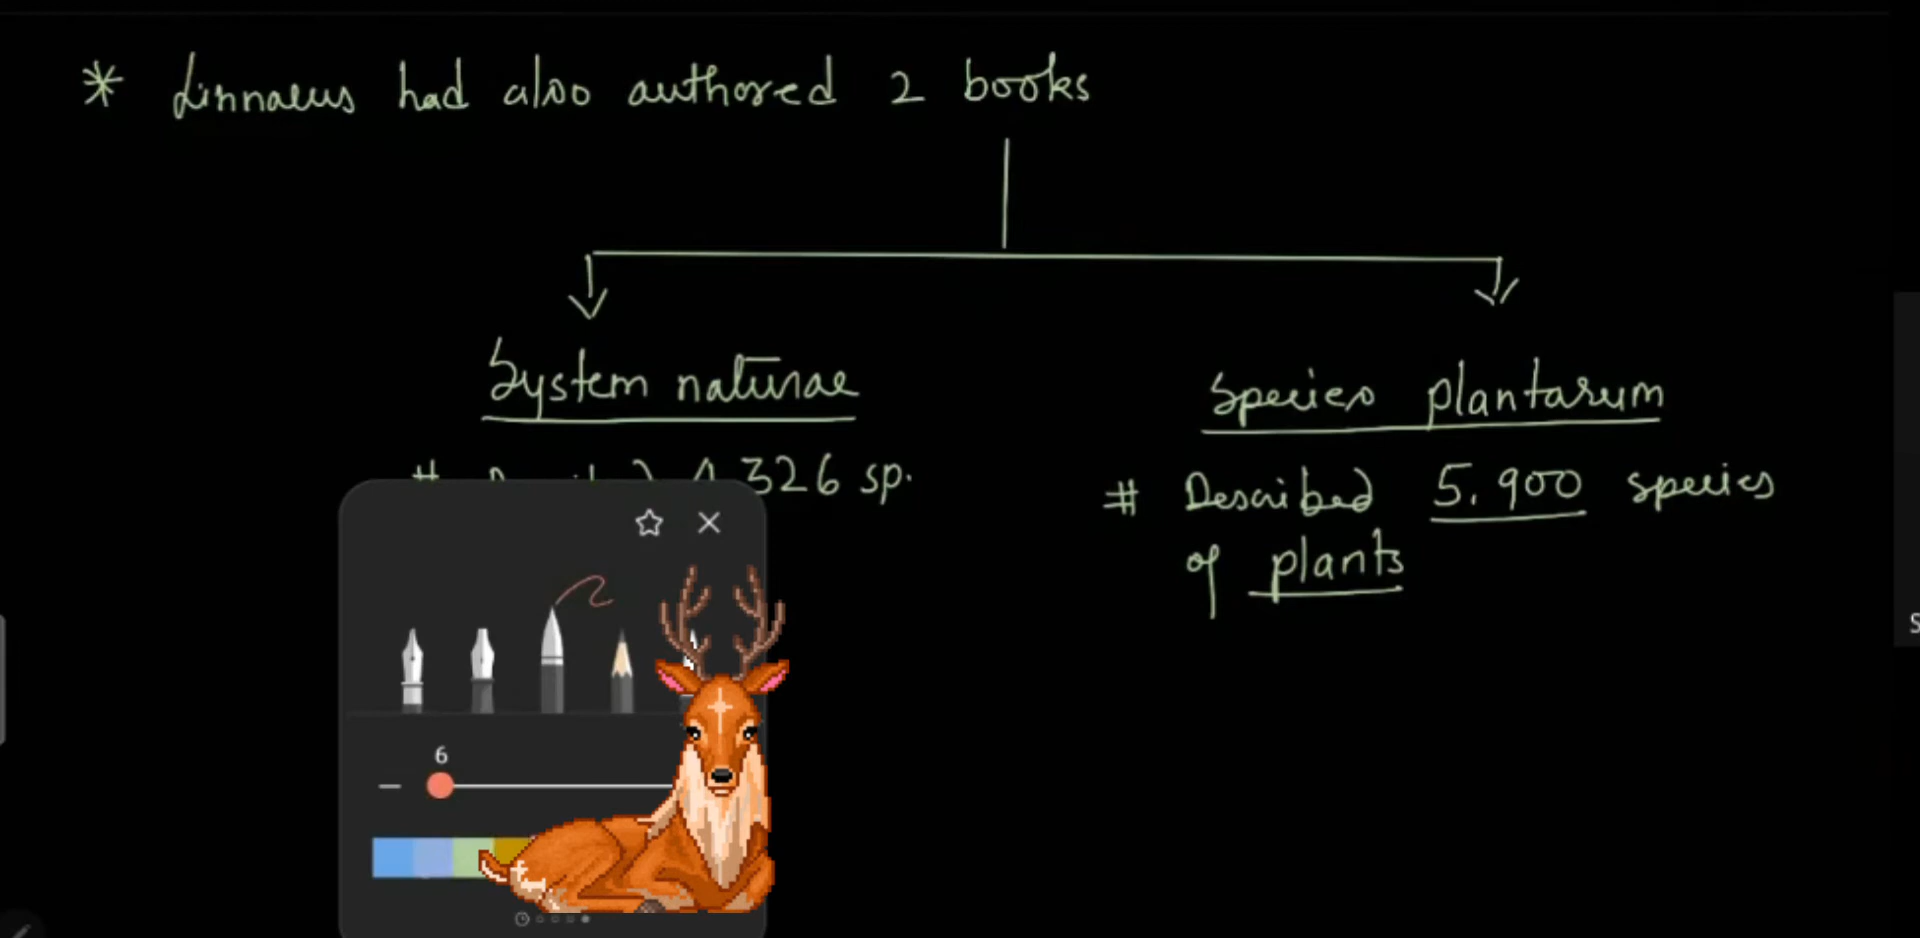 * Linnaeus had also authored 2 books
System naturae
Species plantarum
# 326 sp.
# Described 5,900 species
of plants
6
S